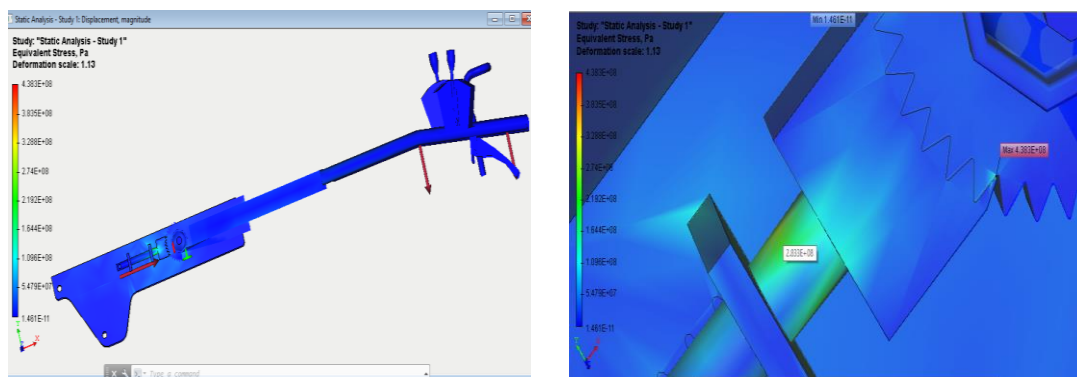 Static Analysis - Study 1: Displacement, magnitude
Study: "Static Analysis - Study 1"
Equivalent Stress, Pa
Deformation scale: 1.13
4.383E+08
3.835E+08
3.288E+08
2.74E+08
2.192E+08
1.644E+08
1.096E+08
5.479E+07
1.461E-11
Type a command
Study: "Static Analysis - Study 1"
Equivalent Stress, Pa
Deformation scale: 1.13
4.383E+08
3.835E+08
3.288E+08
2.74E+08
2.192E+08
1.644E+08
1.096E+08
5.479E+07
1.461E-11
Min 1.461E-11
Max 4.383E+08
2.833E+08